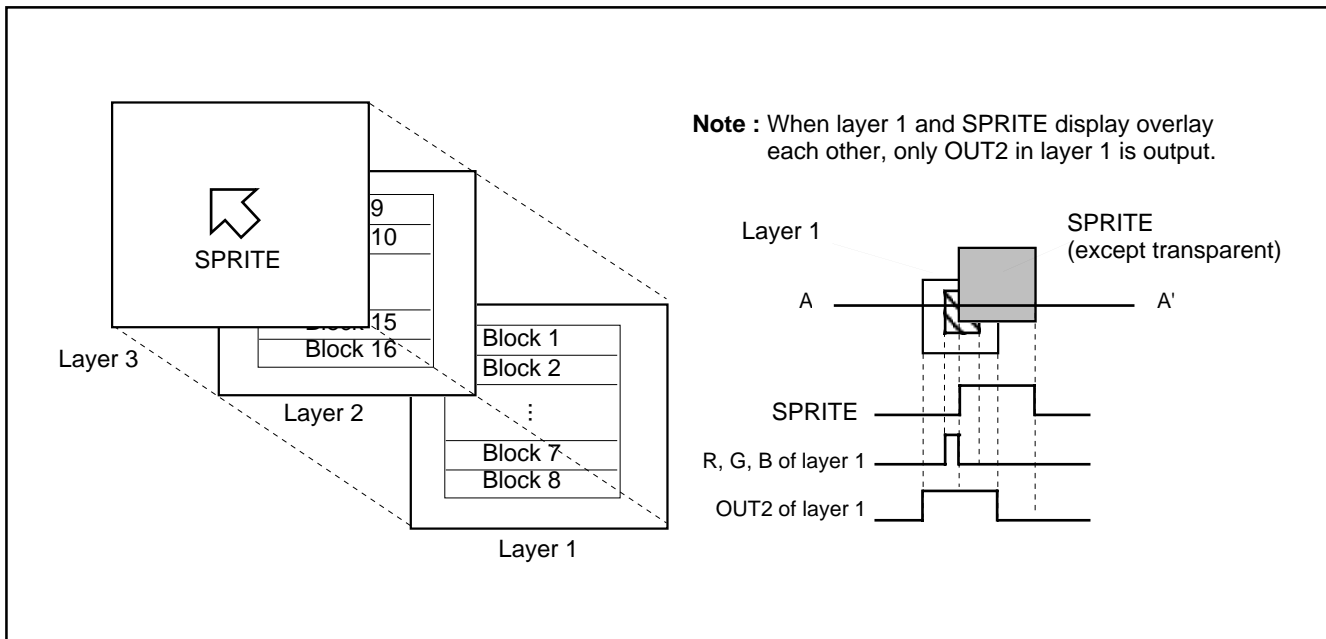 SPRITE
Layer 3
9
10
Block 15
Block 16
Layer 2
Block 1
Block 2
⋮
Block 7
Block 8
Layer 1
Note : When layer 1 and SPRITE display overlay
each other, only OUT2 in layer 1 is output.
Layer 1
SPRITE
(except transparent)
A
A'
SPRITE
R, G, B of layer 1
OUT2 of layer 1